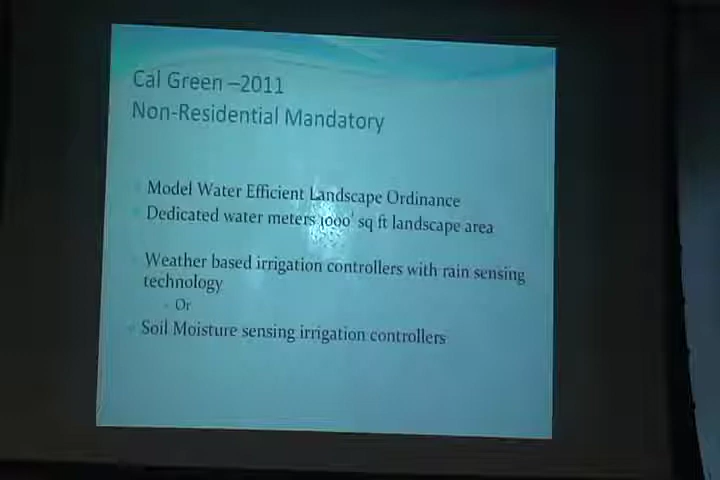 Cal Green –2011
Non-Residential Mandatory
Model Water Efficient Landscape Ordinance
Dedicated water meters 1000' sq ft landscape area
Weather based irrigation controllers with rain sensing
technology
Or
Soil Moisture sensing irrigation controllers